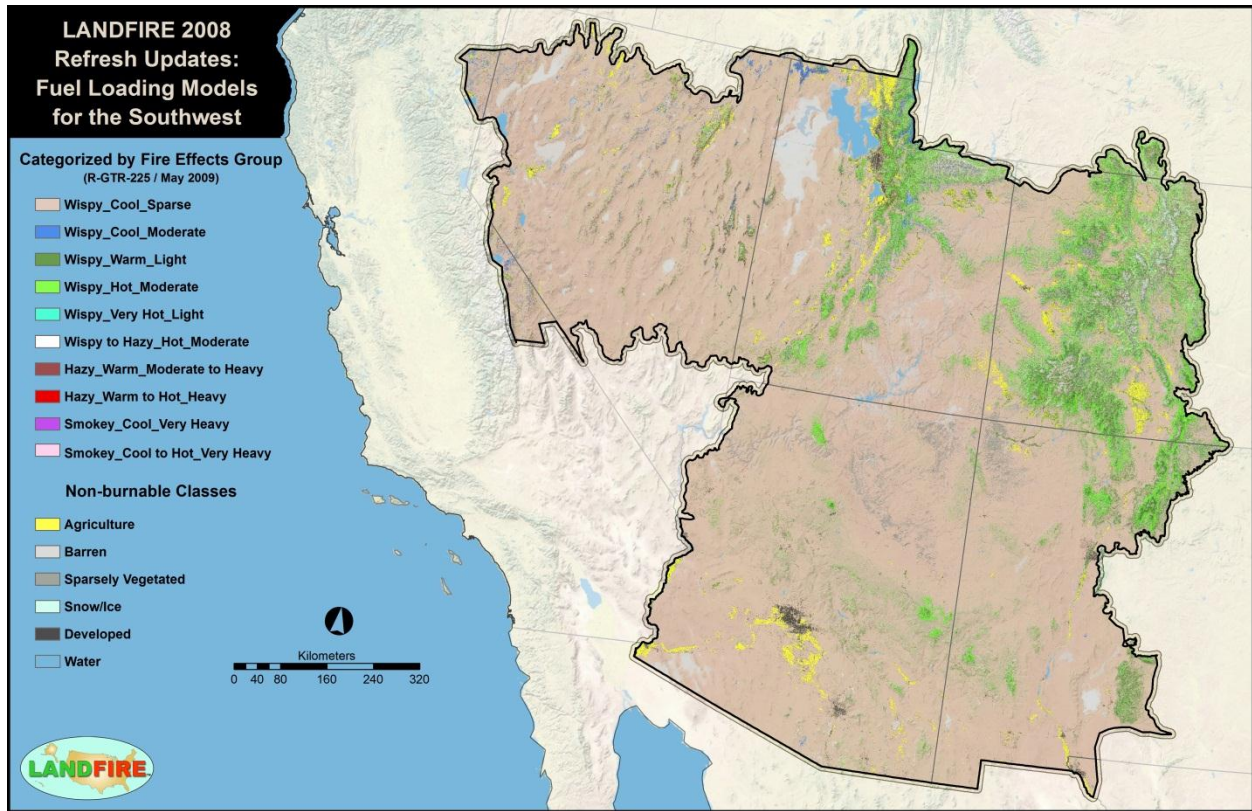 LANDFIRE 2008
Refresh Updates:
Fuel Loading Models
for the Southwest
Categorized by Fire Effects Group
(R-GTR-225 / May 2009)
Wispy_Cool_Sparse
Wispy_Cool_Moderate
Wispy_Warm_Light
Wispy_Hot_Moderate
Wispy_Very Hot_Light
Wispy to Hazy_Hot_Moderate
Hazy_Warm_Moderate to Heavy
Hazy_Warm to Hot_Heavy
Smokey_Cool_Very Heavy
Smokey_Cool to Hot_Very Heavy
Non-burnable Classes
Agriculture
Barren
Sparsely Vegetated
Snow/Ice
Developed
Water
Kilometers
0 40 80 160 240 320
LANDFIRE